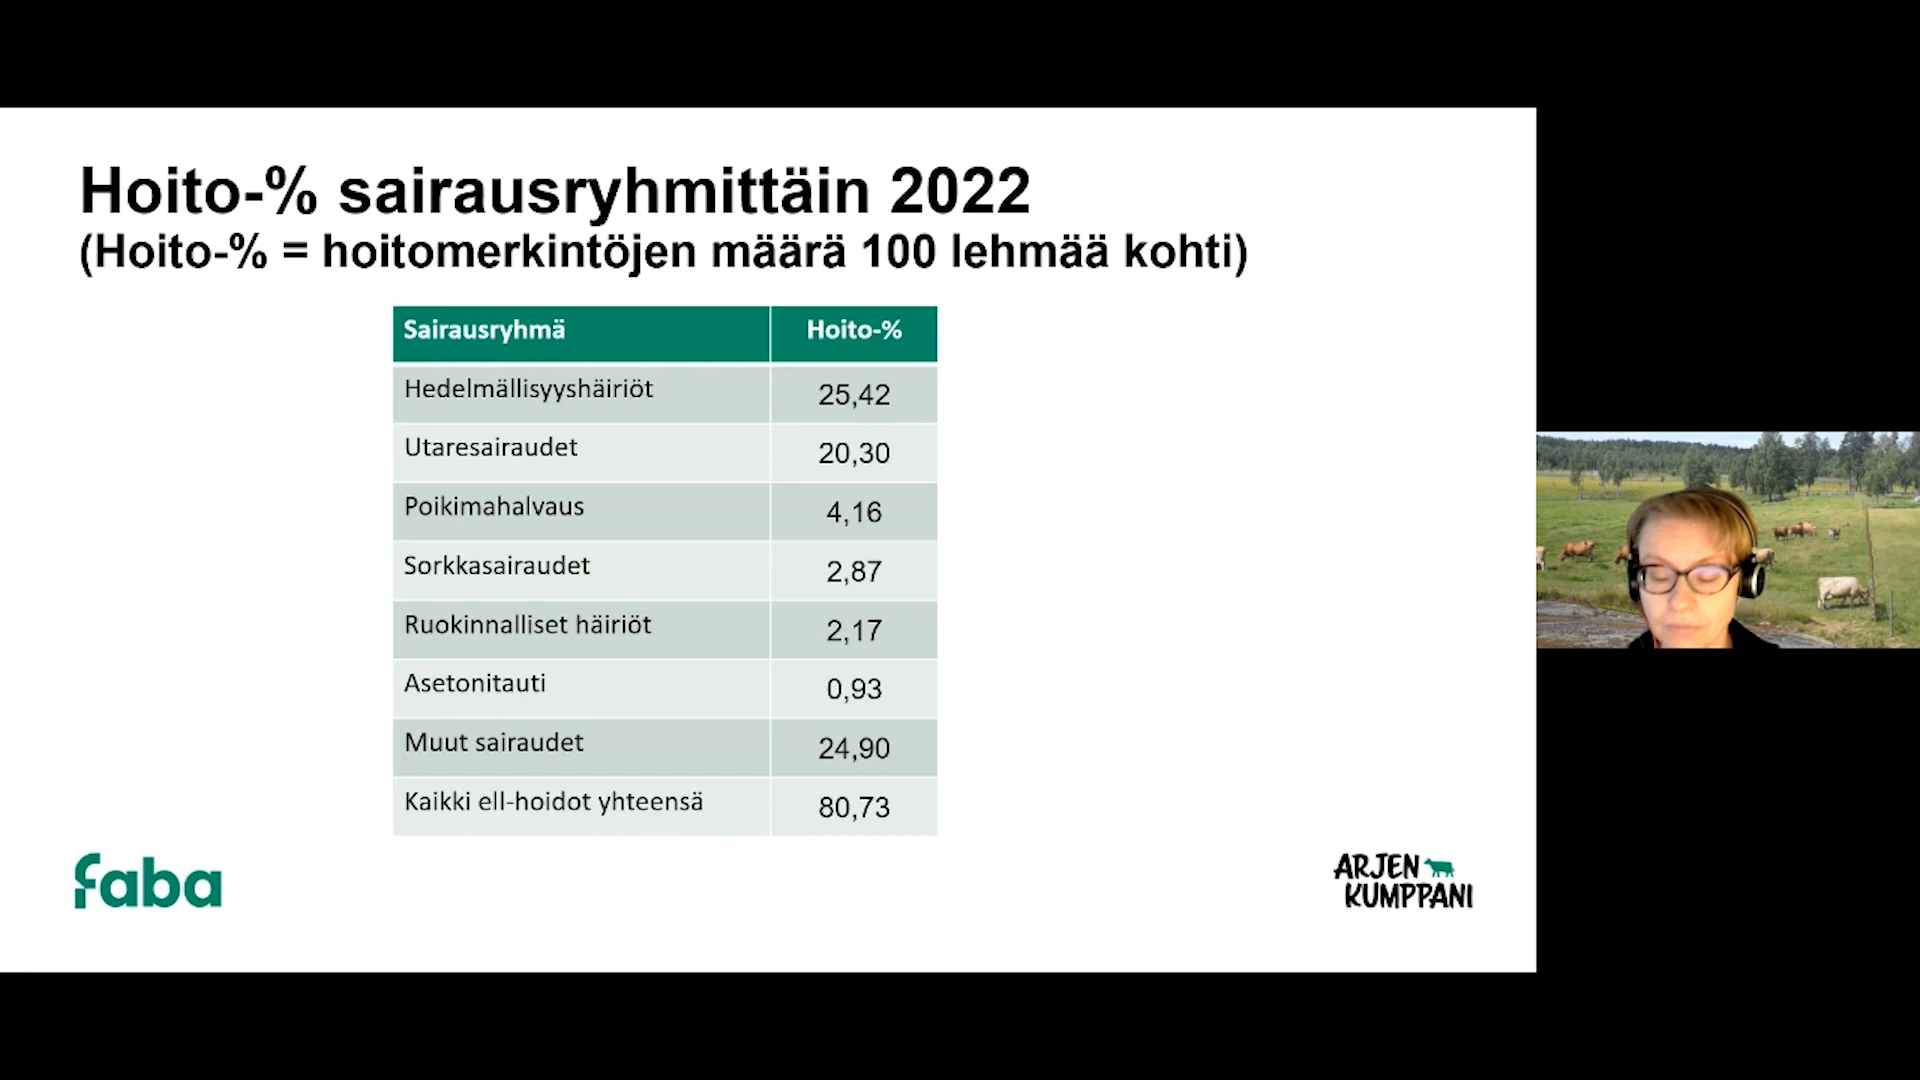 Hoito-% sairausryhmittäin 2022
(Hoito-% = hoitomerkintöjen määrä 100 lehmää kohti)
Sairausryhmä Hoito-%
Hedelmällisyyshäiriöt 25,42
Utaresairaudet 20,30
Poikimahalvaus 4,16
Sorkkasairaudet 2,87
Ruokinnalliset häiriöt 2,17
Asetonitauti 0,93
Muut sairaudet 24,90
Kaikki ell-hoidot yhteensä 80,73
faba
ARJEN
KUMPPANI